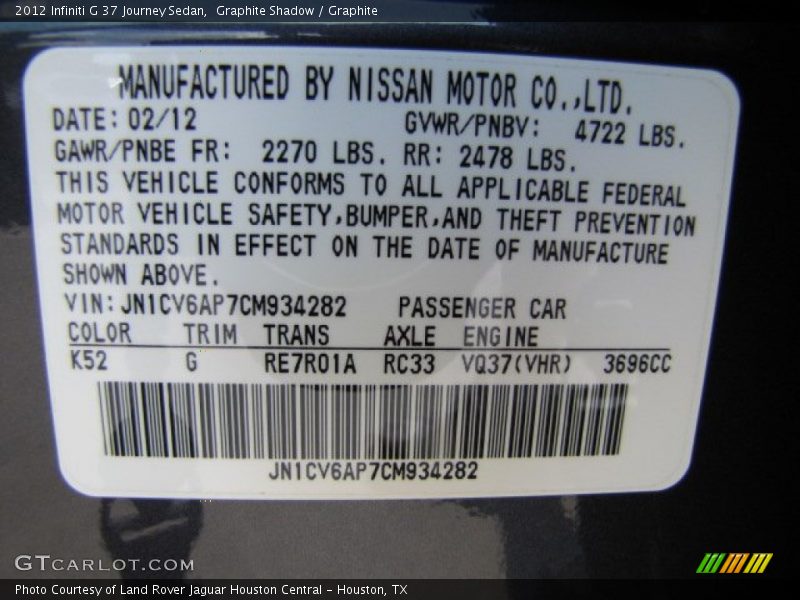 2012 Infiniti G 37 Journey Sedan,  Graphite Shadow / Graphite
MANUFACTURED BY NISSAN MOTOR CO.,LTD.
DATE: 02/12 GVWR/PNBV: 4722 LBS.
GAWR/PNBE FR: 2270 LBS. RR: 2478 LBS.
THIS VEHICLE CONFORMS TO ALL APPLICABLE FEDERAL
MOTOR VEHICLE SAFETY,BUMPER,AND THEFT PREVENTION
STANDARDS IN EFFECT ON THE DATE OF MANUFACTURE
SHOWN ABOVE.
VIN: JN1CV6AP7CM934282 PASSENGER CAR
COLOR TRIM TRANS AXLE ENGINE
K52 G RE7R01A RC33 VQ37(VHR) 3696CC
JN1CV6AP7CM934282
GTCARLOT.COM
Photo Courtesy of Land Rover Jaguar Houston Central - Houston, TX